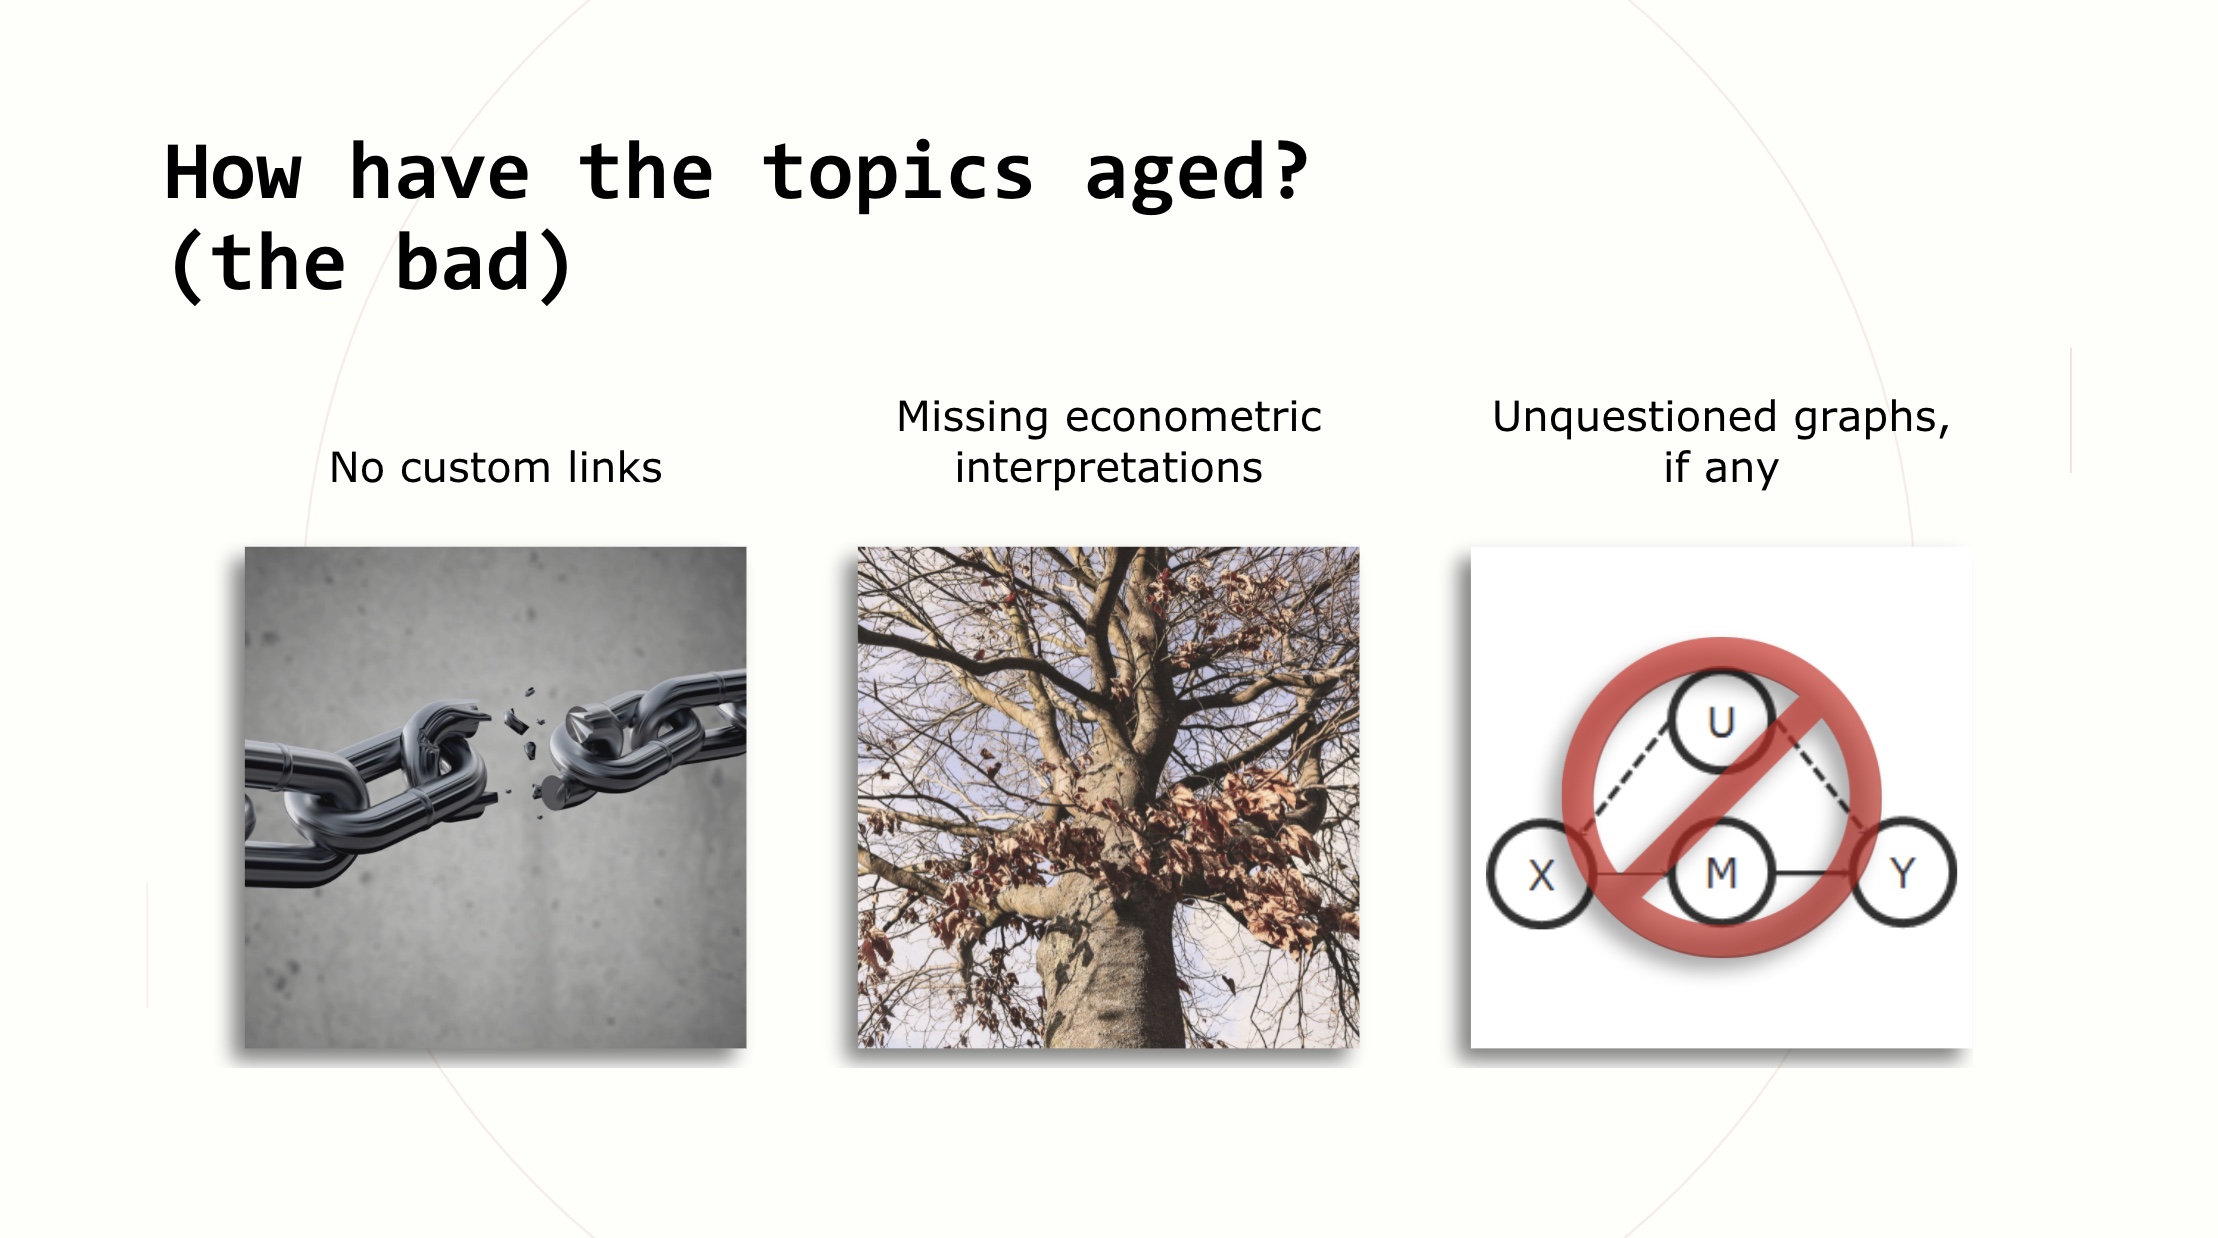 How have the topics aged?
(the bad)
No custom links
Missing econometric
interpretations
Unquestioned graphs,
if any
U
X
M
Y